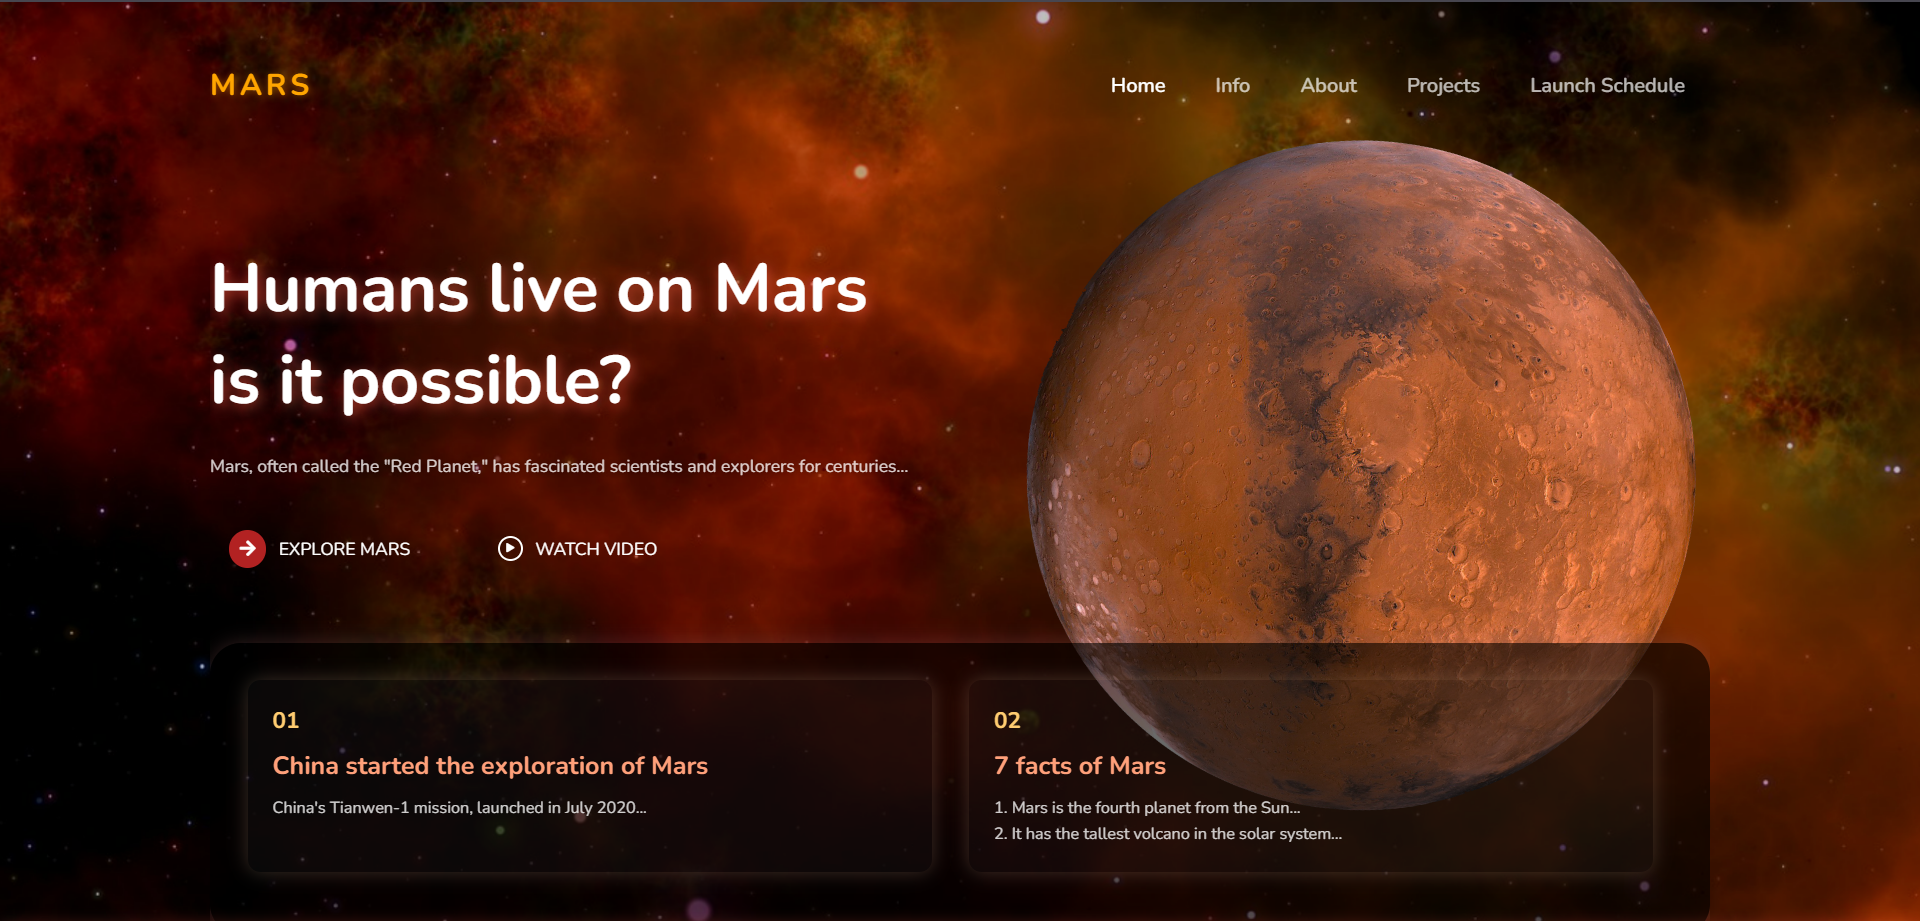 MARS
Home Info About Projects Launch Schedule
Humans live on Mars
is it possible?
Mars, often called the "Red Planet," has fascinated scientists and explorers for centuries...
EXPLORE MARS WATCH VIDEO
01
China started the exploration of Mars
China's Tianwen-1 mission, launched in July 2020...
02
7 facts of Mars
1. Mars is the fourth planet from the Sun...
2. It has the tallest volcano in the solar system...